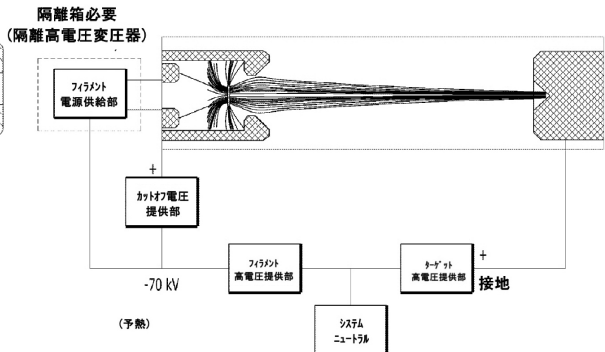 隔離箱必要
(隔離高電圧変圧器)
フィラメント
電源供給部
+
カットオフ電圧
提供部
-70 kV
フィラメント
高電圧提供部
ターゲット
高電圧提供部
+
接地
(予熱)
システム
ニュートラル